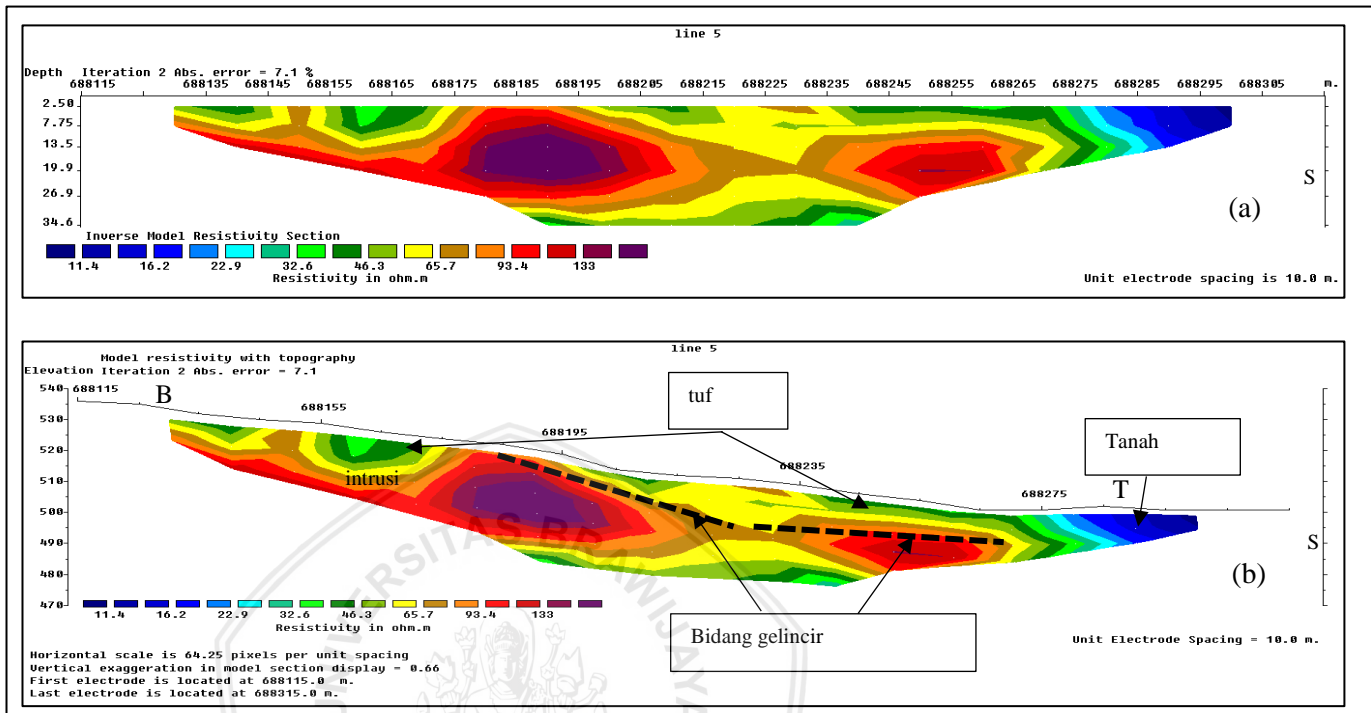 line 5
Depth Iteration 2 Abs. error = 7.1 %
688115 688135 688145 688155 688165 688175 688185 688195 688205 688215 688225 688235 688245 688255 688265 688275 688285 688295 688305 m.
2.50
7.75
13.5
19.9
26.9
34.6
S
(a)
Inverse Model Resistivity Section
11.4 16.2 22.9 32.6 46.3 65.7 93.4 133
Resistivity in ohm.m
Unit electrode spacing is 10.0 m.
line 5
Model resistivity with topography
Elevation Iteration 2 Abs. error = 7.1
540
530
520
510
500
490
480
470
688115
B
688155
688195
688235
688275
T
tuf
Tanah
intrusi
S
(b)
Bidang gelincir
11.4 16.2 22.9 32.6 46.3 65.7 93.4 133
Resistivity in ohm.m
Unit Electrode Spacing = 10.0 m.
Horizontal scale is 64.25 pixels per unit spacing
Vertical exaggeration in model section display = 0.66
First electrode is located at 688115.0 m.
Last electrode is located at 688315.0 m.
UNIVERSITAS BRAWIJAYA